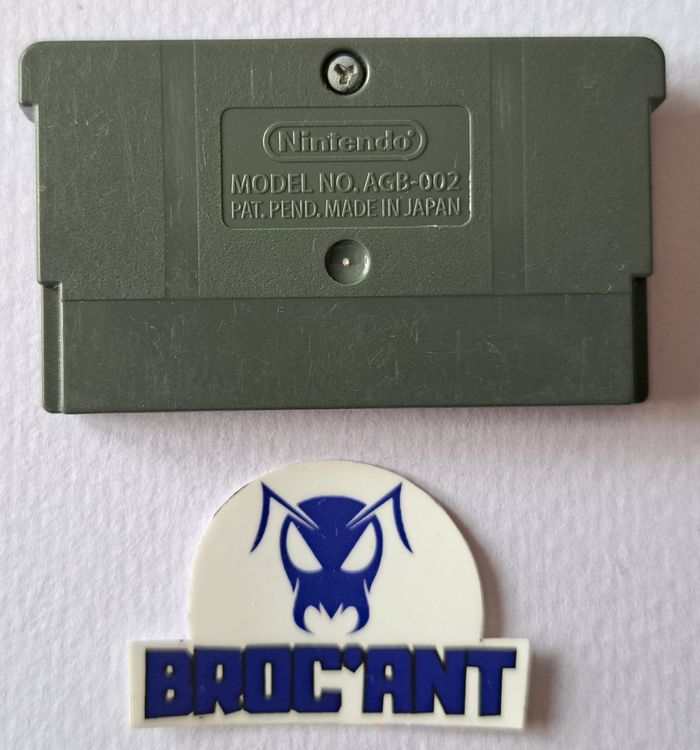 Nintendo
MODEL NO. AGB-002
PAT. PEND. MADE IN JAPAN
BROC'ANT